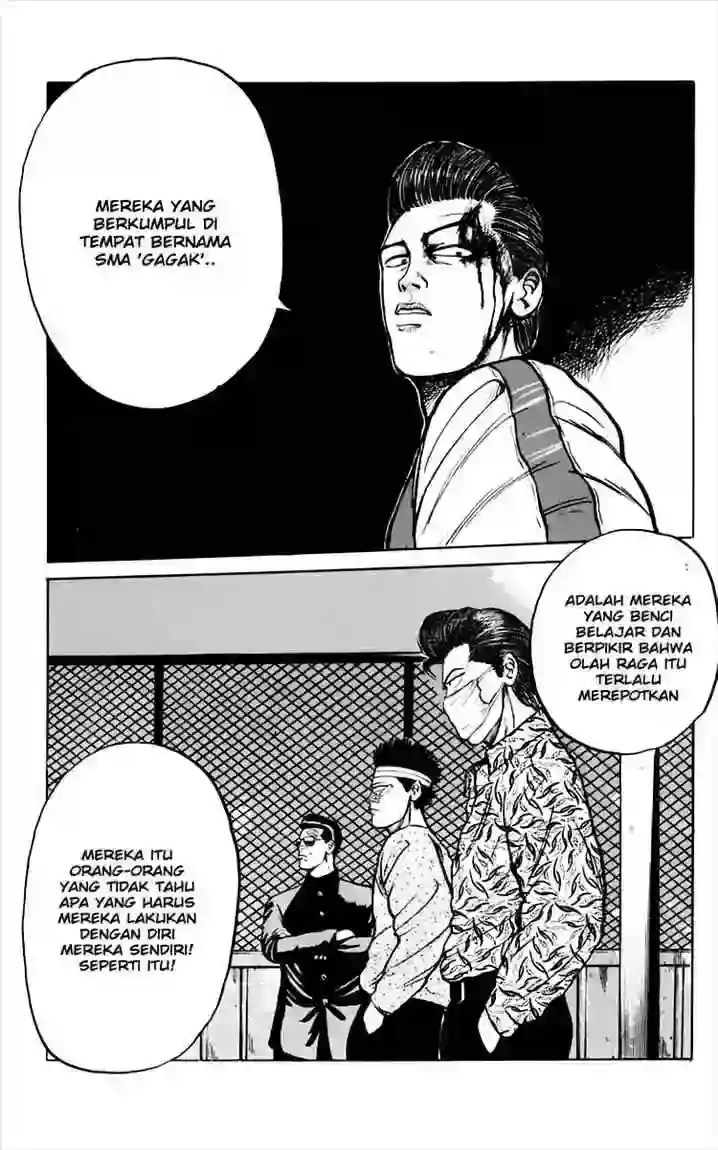 MEREKA YANG
BERKUMPUL DI
TEMPAT BERNAMA
SMA 'GAGAK'..
ADALAH MEREKA
YANG BENCI
BELAJAR DAN
BERPIKIR BAHWA
OLAH RAGA ITU
TERLALU
MEREPOTKAN
MEREKA ITU
ORANG-ORANG
YANG TIDAK TAHU
APA YANG HARUS
MEREKA LAKUKAN
DENGAN DIRI
MEREKA SENDIRI!
SEPERTI ITU!